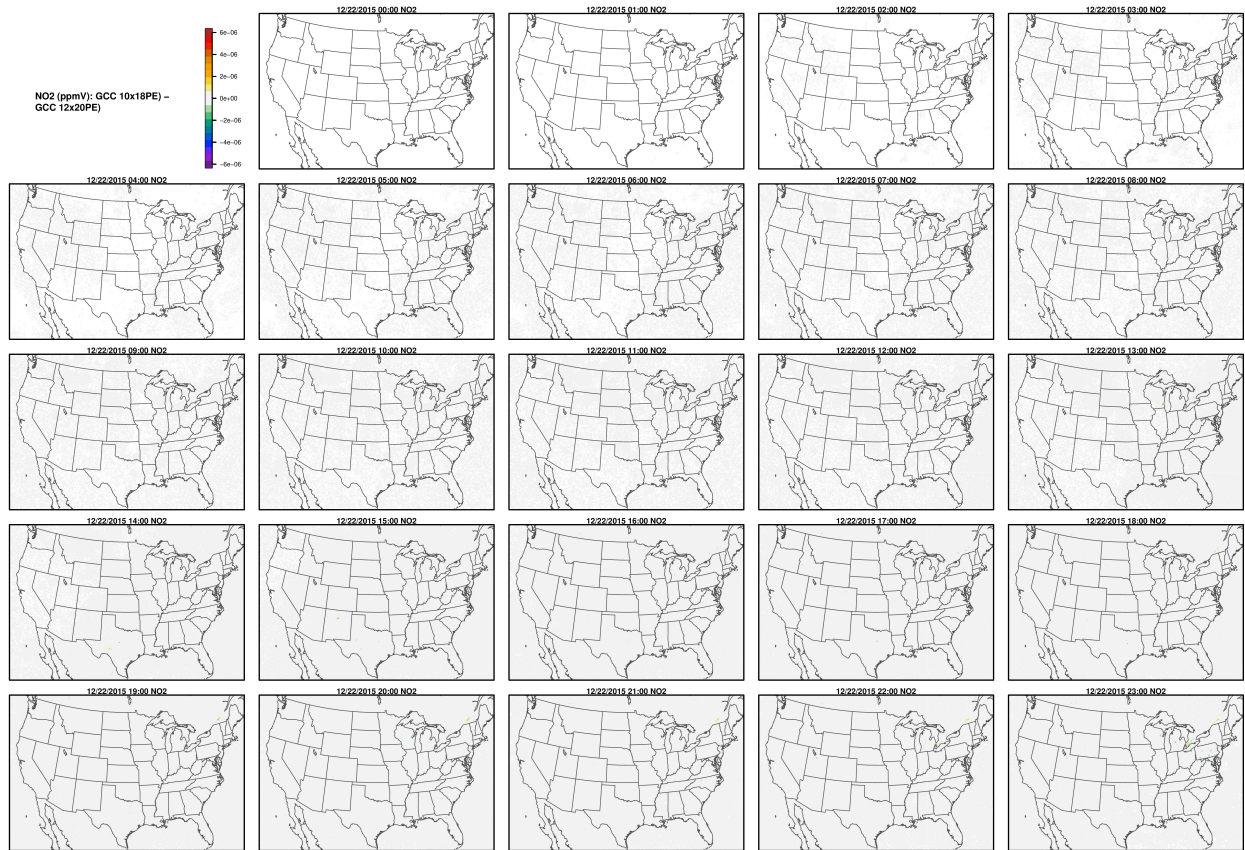 12/22/2015 00:00 NO2
12/22/2015 01:00 NO2
12/22/2015 02:00 NO2
12/22/2015 03:00 NO2
NO2 (ppmV): GCC 10x18PE) −
GCC 12x20PE)
6e−06
4e−06
2e−06
0e+00
−2e−06
−4e−06
−6e−06
12/22/2015 04:00 NO2
12/22/2015 05:00 NO2
12/22/2015 06:00 NO2
12/22/2015 07:00 NO2
12/22/2015 08:00 NO2
12/22/2015 09:00 NO2
12/22/2015 10:00 NO2
12/22/2015 11:00 NO2
12/22/2015 12:00 NO2
12/22/2015 13:00 NO2
12/22/2015 14:00 NO2
12/22/2015 15:00 NO2
12/22/2015 16:00 NO2
12/22/2015 17:00 NO2
12/22/2015 18:00 NO2
12/22/2015 19:00 NO2
12/22/2015 20:00 NO2
12/22/2015 21:00 NO2
12/22/2015 22:00 NO2
12/22/2015 23:00 NO2